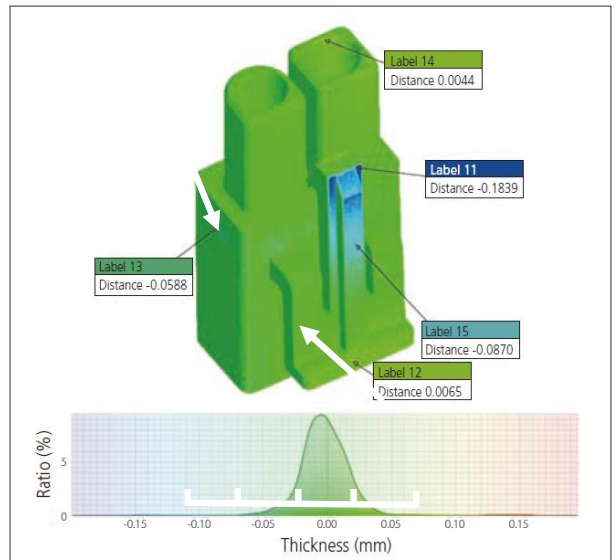 Label 14
Distance 0.0044
Label 11
Distance -0.1839
Label 13
Distance -0.0588
Label 15
Distance -0.0870
Label 12
Distance 0.0065
Ratio (%)
5
0
-0.15
-0.10
-0.05
0.00
0.05
0.10
0.15
Thickness (mm)